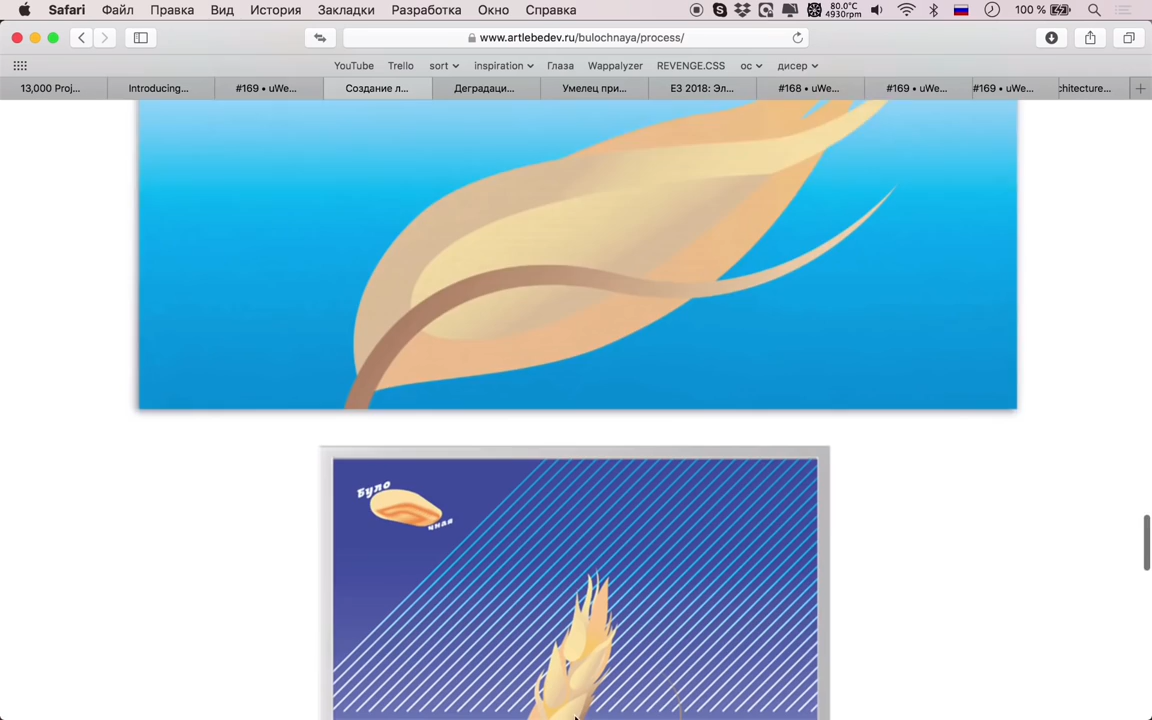 Safari Файл Правка Вид История Закладки Разработка Окно Справка 80.0°C 4930rpm 100 %
www.artlebedev.ru/bulochnaya/process/
YouTube Trello sort inspiration Глаза Wappalyzer REVENGE.CSS ос дисер
13,000 Proj... Introducing... #169 • uWe... Создание л... Деградаци... Умелец при... E3 2018: Эл... #168 • uWe... #169 • uWe... #169 • uWe... chitecture...
Було
чная